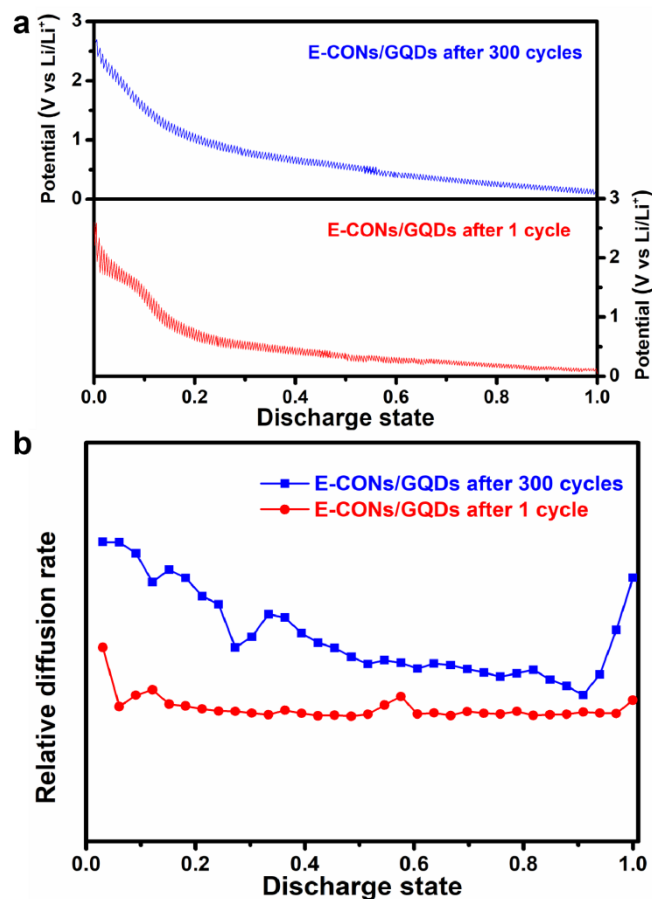 a
Potential (V vs Li/Li⁺)
3
2
1
0
E-CONs/GQDs after 300 cycles
E-CONs/GQDs after 1 cycle
3
2
1
0
Potential (V vs Li/Li⁺)
0.0 0.2 0.4 0.6 0.8 1.0
Discharge state
b
Relative diffusion rate
E-CONs/GQDs after 300 cycles
E-CONs/GQDs after 1 cycle
0.0 0.2 0.4 0.6 0.8 1.0
Discharge state